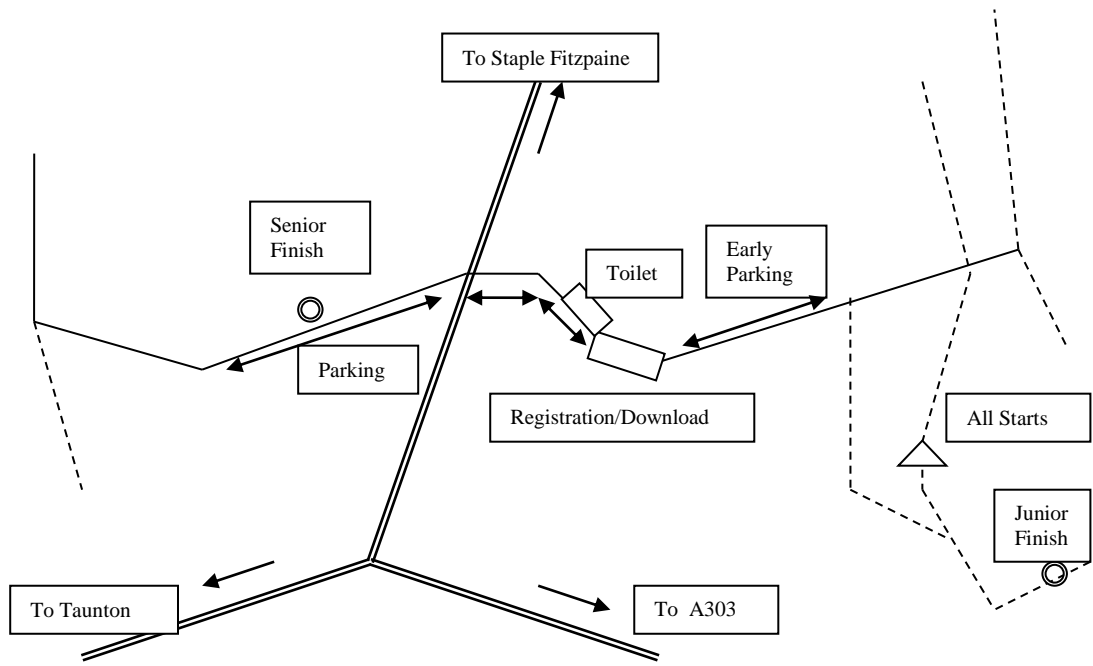 To Staple Fitzpaine
Senior
Finish
Toilet
Early
Parking
Parking
Registration/Download
All Starts
Junior
Finish
To Taunton
To  A303